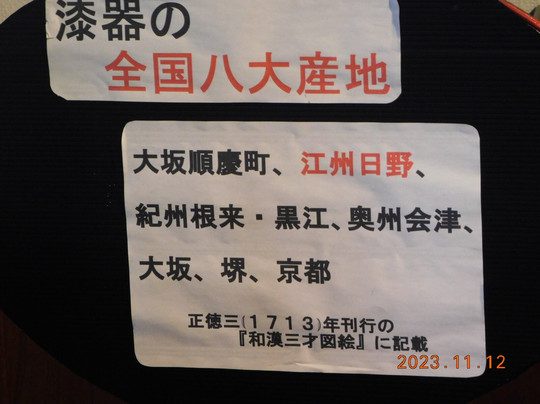 漆器の
全国八大産地
大坂順慶町、江州日野、
紀州根来・黒江、奥州会津、
大坂、堺、京都
正徳三(1713)年刊行の
『和漢三才図絵』に記載
2023.11.12